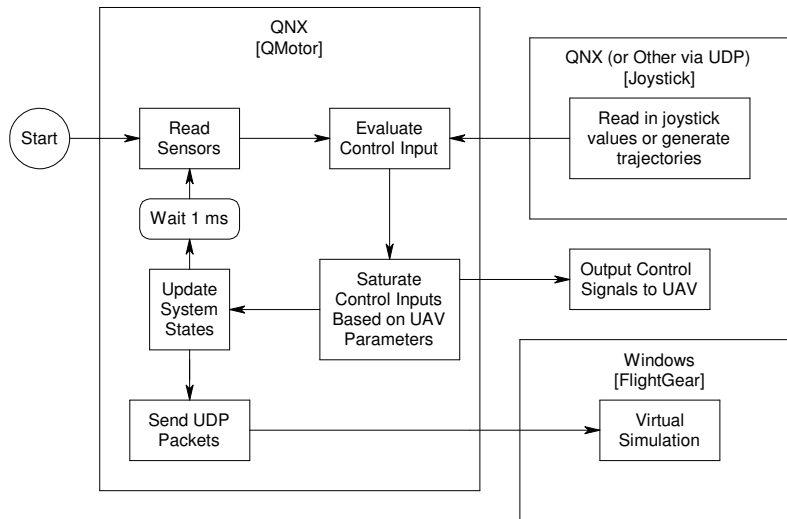 QNX
[QMotor]
QNX (or Other via UDP)
[Joystick]
Start
Read
Sensors
Evaluate
Control Input
Read in joystick
values or generate
trajectories
Wait 1 ms
Update
System
States
Saturate
Control Inputs
Based on UAV
Parameters
Output Control
Signals to UAV
Windows
[FlightGear]
Send UDP
Packets
Virtual
Simulation